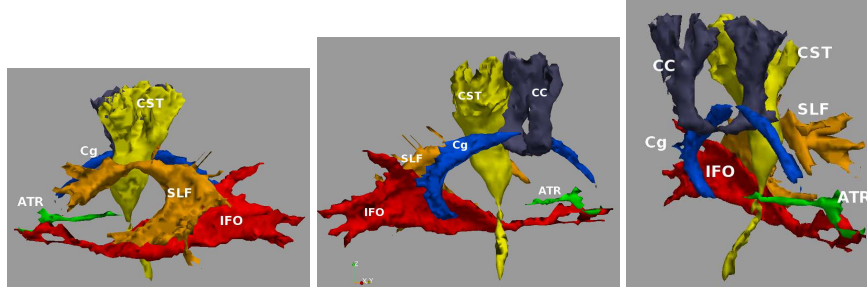 CST
Cg
SLF
ATR
IFO
CST
CC
Cg
SLF
ATR
IFO
Z
X Y
CST
CC
SLF
Cg
IFO
ATR